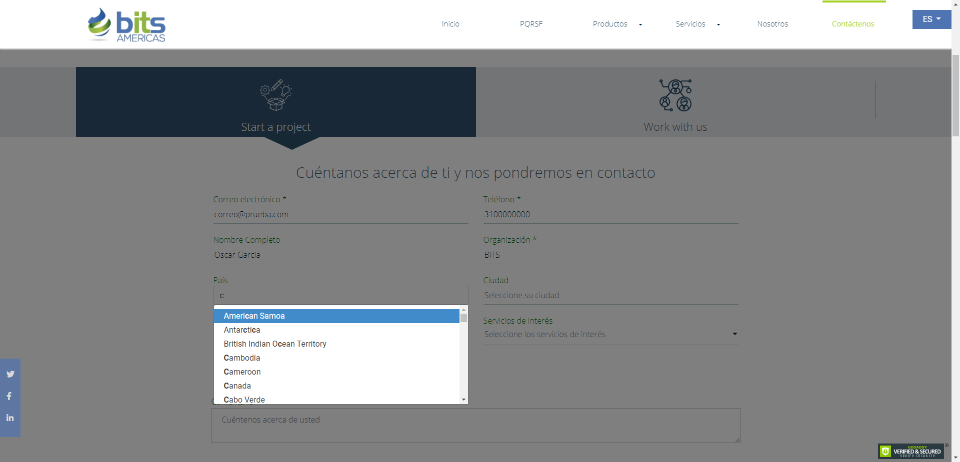 bits
AMERICAS
Inicio
PQRSF
Productos
Servicios
Nosotros
Contáctenos
ES
Start a project
Work with us
Cuéntanos acerca de ti y nos pondremos en contacto
Correo electrónico *
correo@prueba.com
Teléfono *
3100000000
Nombre Completo
Oscar García
Organización *
BITS
País
c
Ciudad
Seleccione su ciudad
American Samoa
Antarctica
British Indian Ocean Territory
Cambodia
Cameroon
Canada
Cabo Verde
Servicios de Interés
Seleccione los servicios de interés
Cuéntenos acerca de usted
in
VERIFIED & SECURED